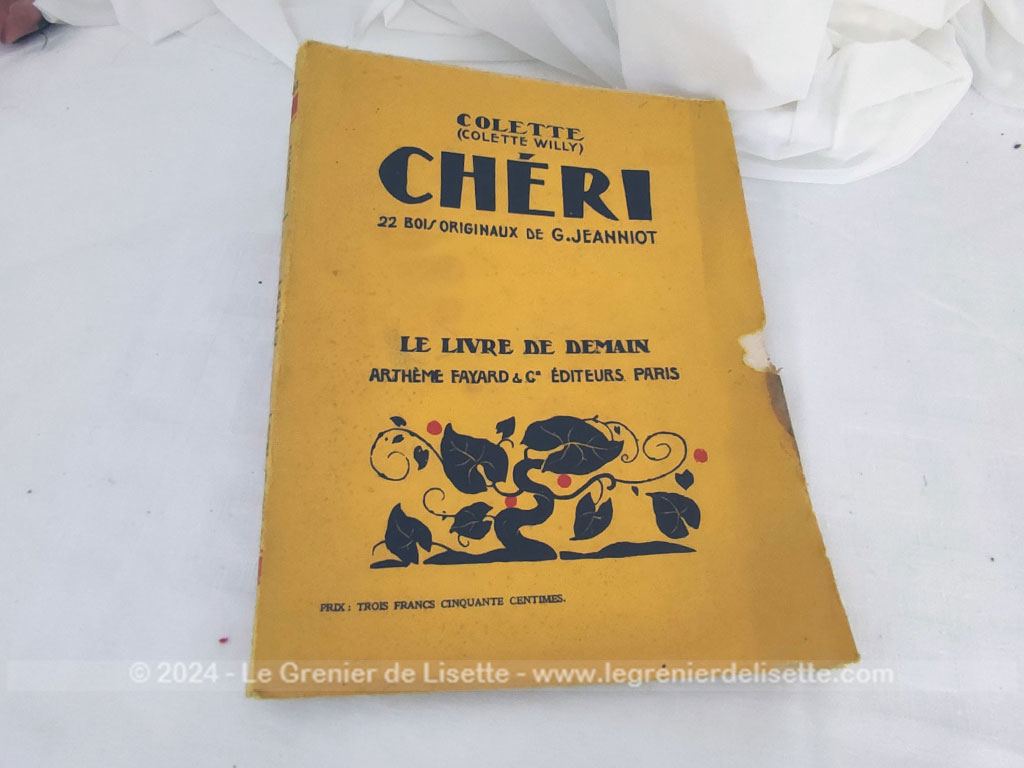 COLETTE
(COLETTE WILLY)
CHÉRI
22 BOIS ORIGINAUX DE G. JEANNIOT
LE LIVRE DE DEMAIN
ARTHÈME FAYARD & Cie ÉDITEURS. PARIS
PRIX : TROIS FRANCS CINQUANTE CENTIMES.
© 2024 - Le Grenier de Lisette - www.legrenierdelisette.com